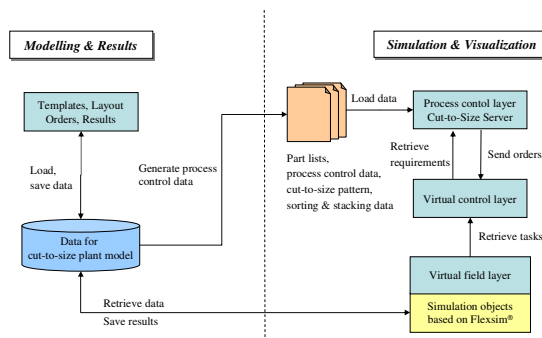 Modelling & Results
Simulation & Visualization
Templates, Layout
Orders, Results
Load,
save data
Generate process
control data
Data for
cut-to-size plant model
Retrieve data
Save results
Load data
Part lists,
process control data,
cut-to-size pattern,
sorting & stacking data
Process contol layer
Cut-to-Size Server
Retrieve
requirements
Send orders
Virtual control layer
Retrieve tasks
Virtual field layer
Simulation objects
based on Flexsim®